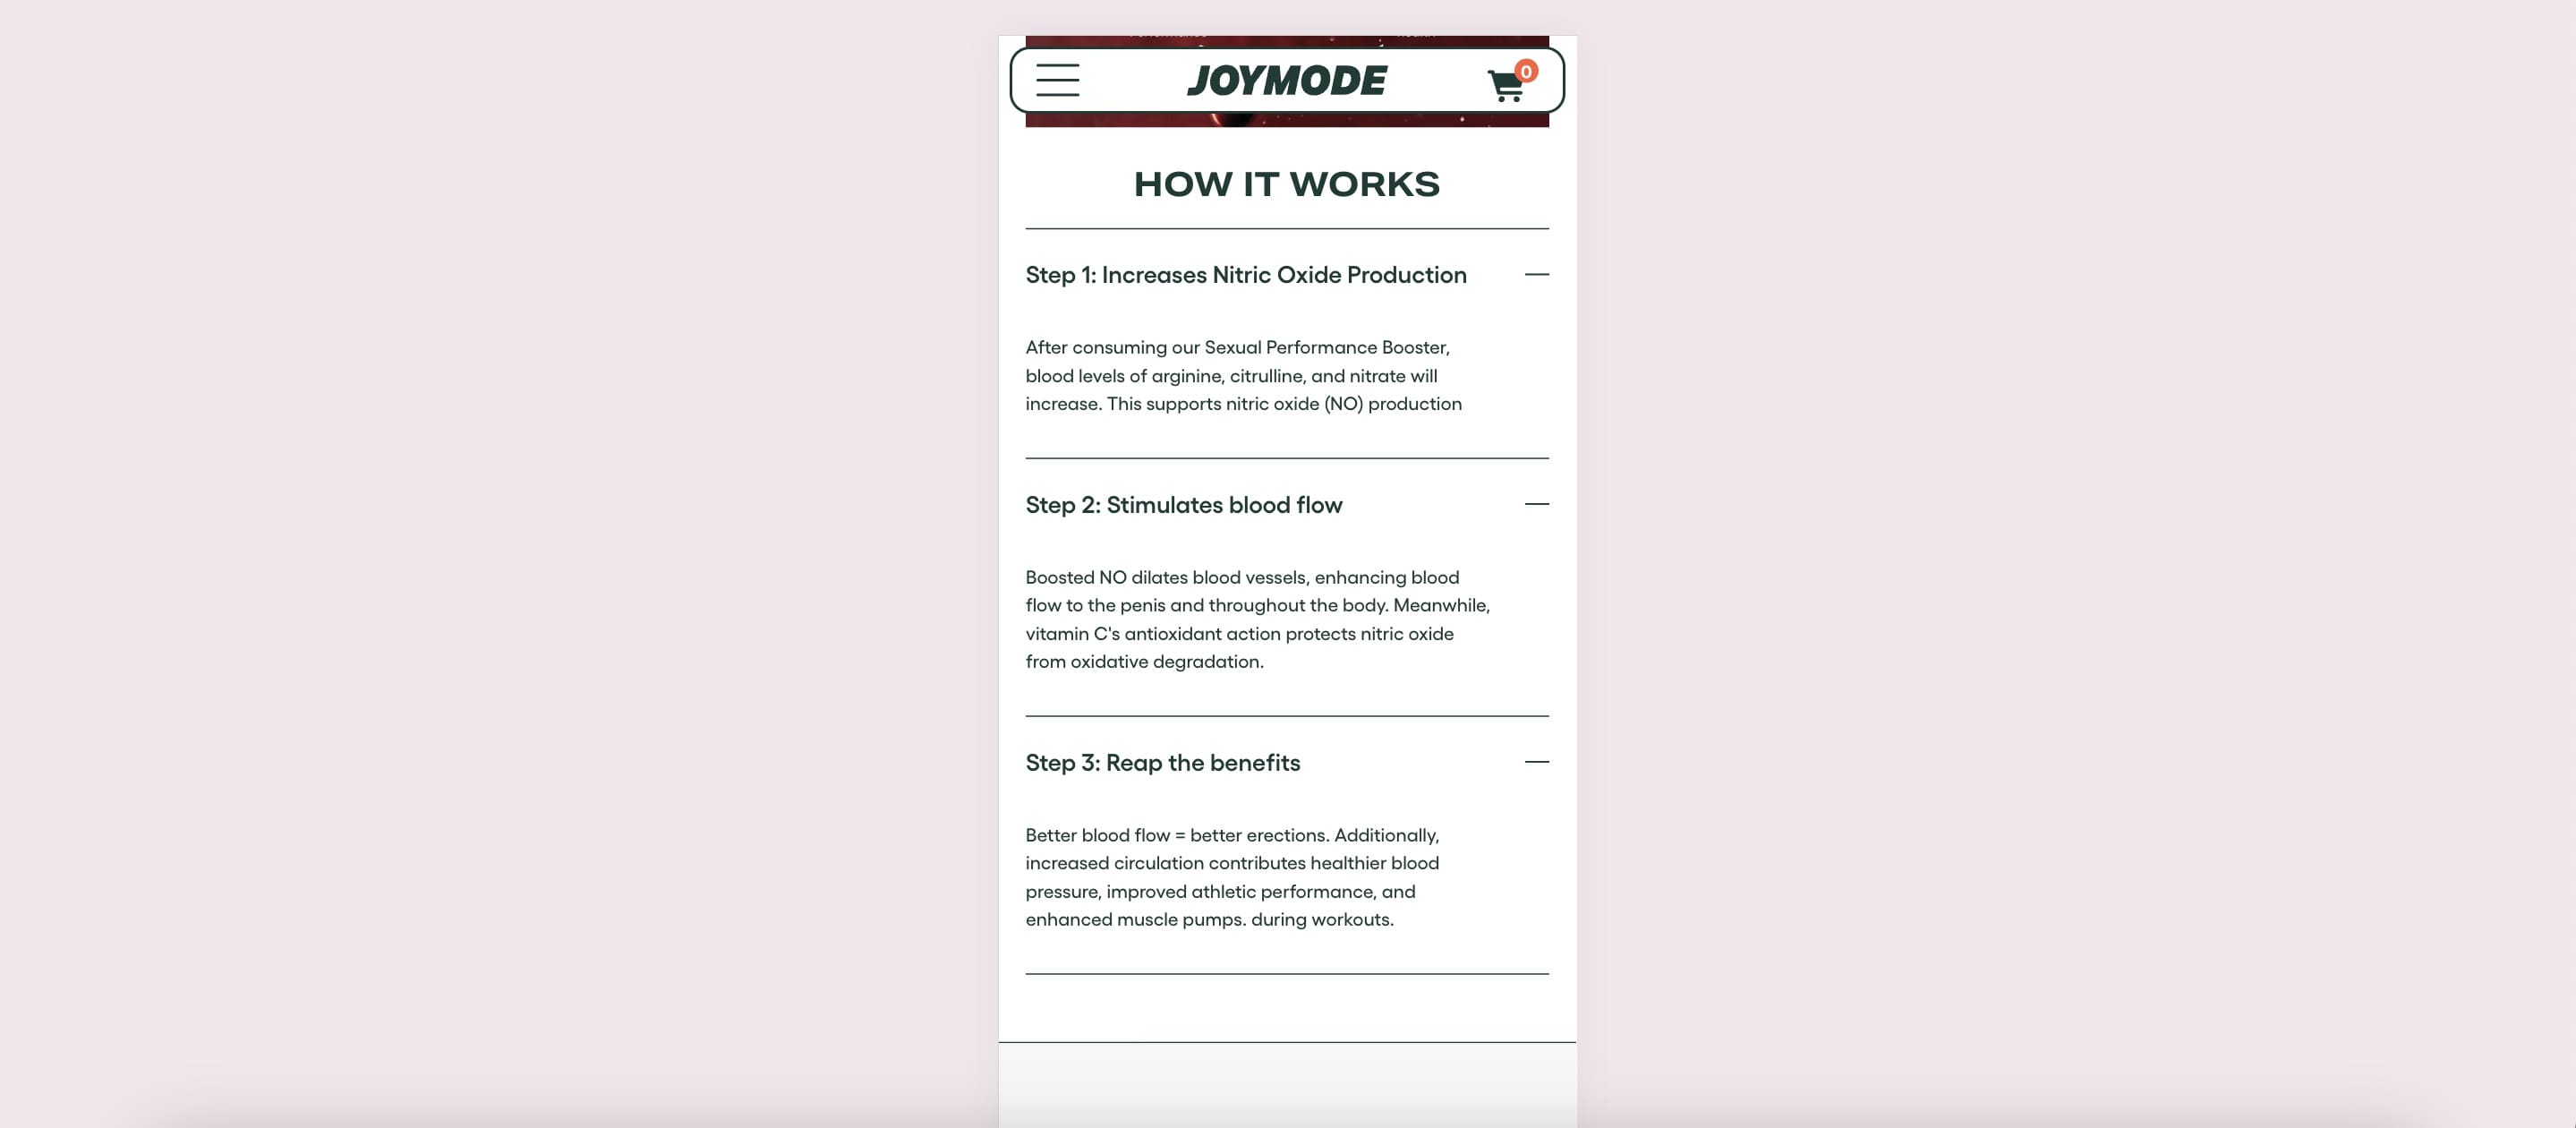 JOYMODE
0
HOW IT WORKS
Step 1: Increases Nitric Oxide Production
After consuming our Sexual Performance Booster,
blood levels of arginine, citrulline, and nitrate will
increase. This supports nitric oxide (NO) production
Step 2: Stimulates blood flow
Boosted NO dilates blood vessels, enhancing blood
flow to the penis and throughout the body. Meanwhile,
vitamin C's antioxidant action protects nitric oxide
from oxidative degradation.
Step 3: Reap the benefits
Better blood flow = better erections. Additionally,
increased circulation contributes healthier blood
pressure, improved athletic performance, and
enhanced muscle pumps. during workouts.